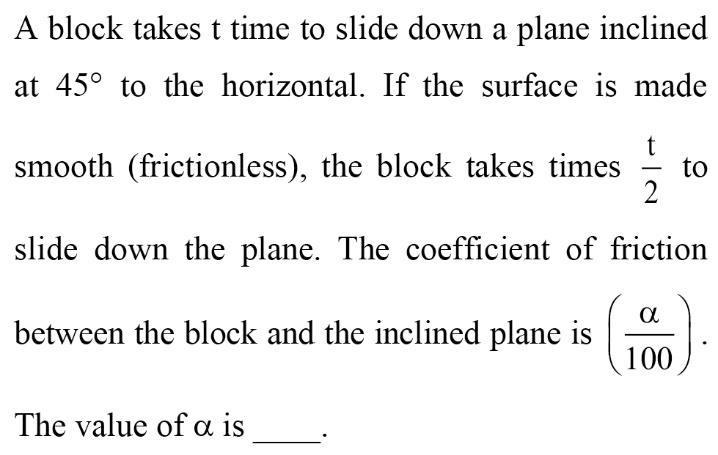 A block takes t time to slide down a plane inclined
at 45° to the horizontal. If the surface is made
smooth (frictionless), the block takes times t/2 to
slide down the plane. The coefficient of friction
between the block and the inclined plane is (α/100).
The value of α is ____.